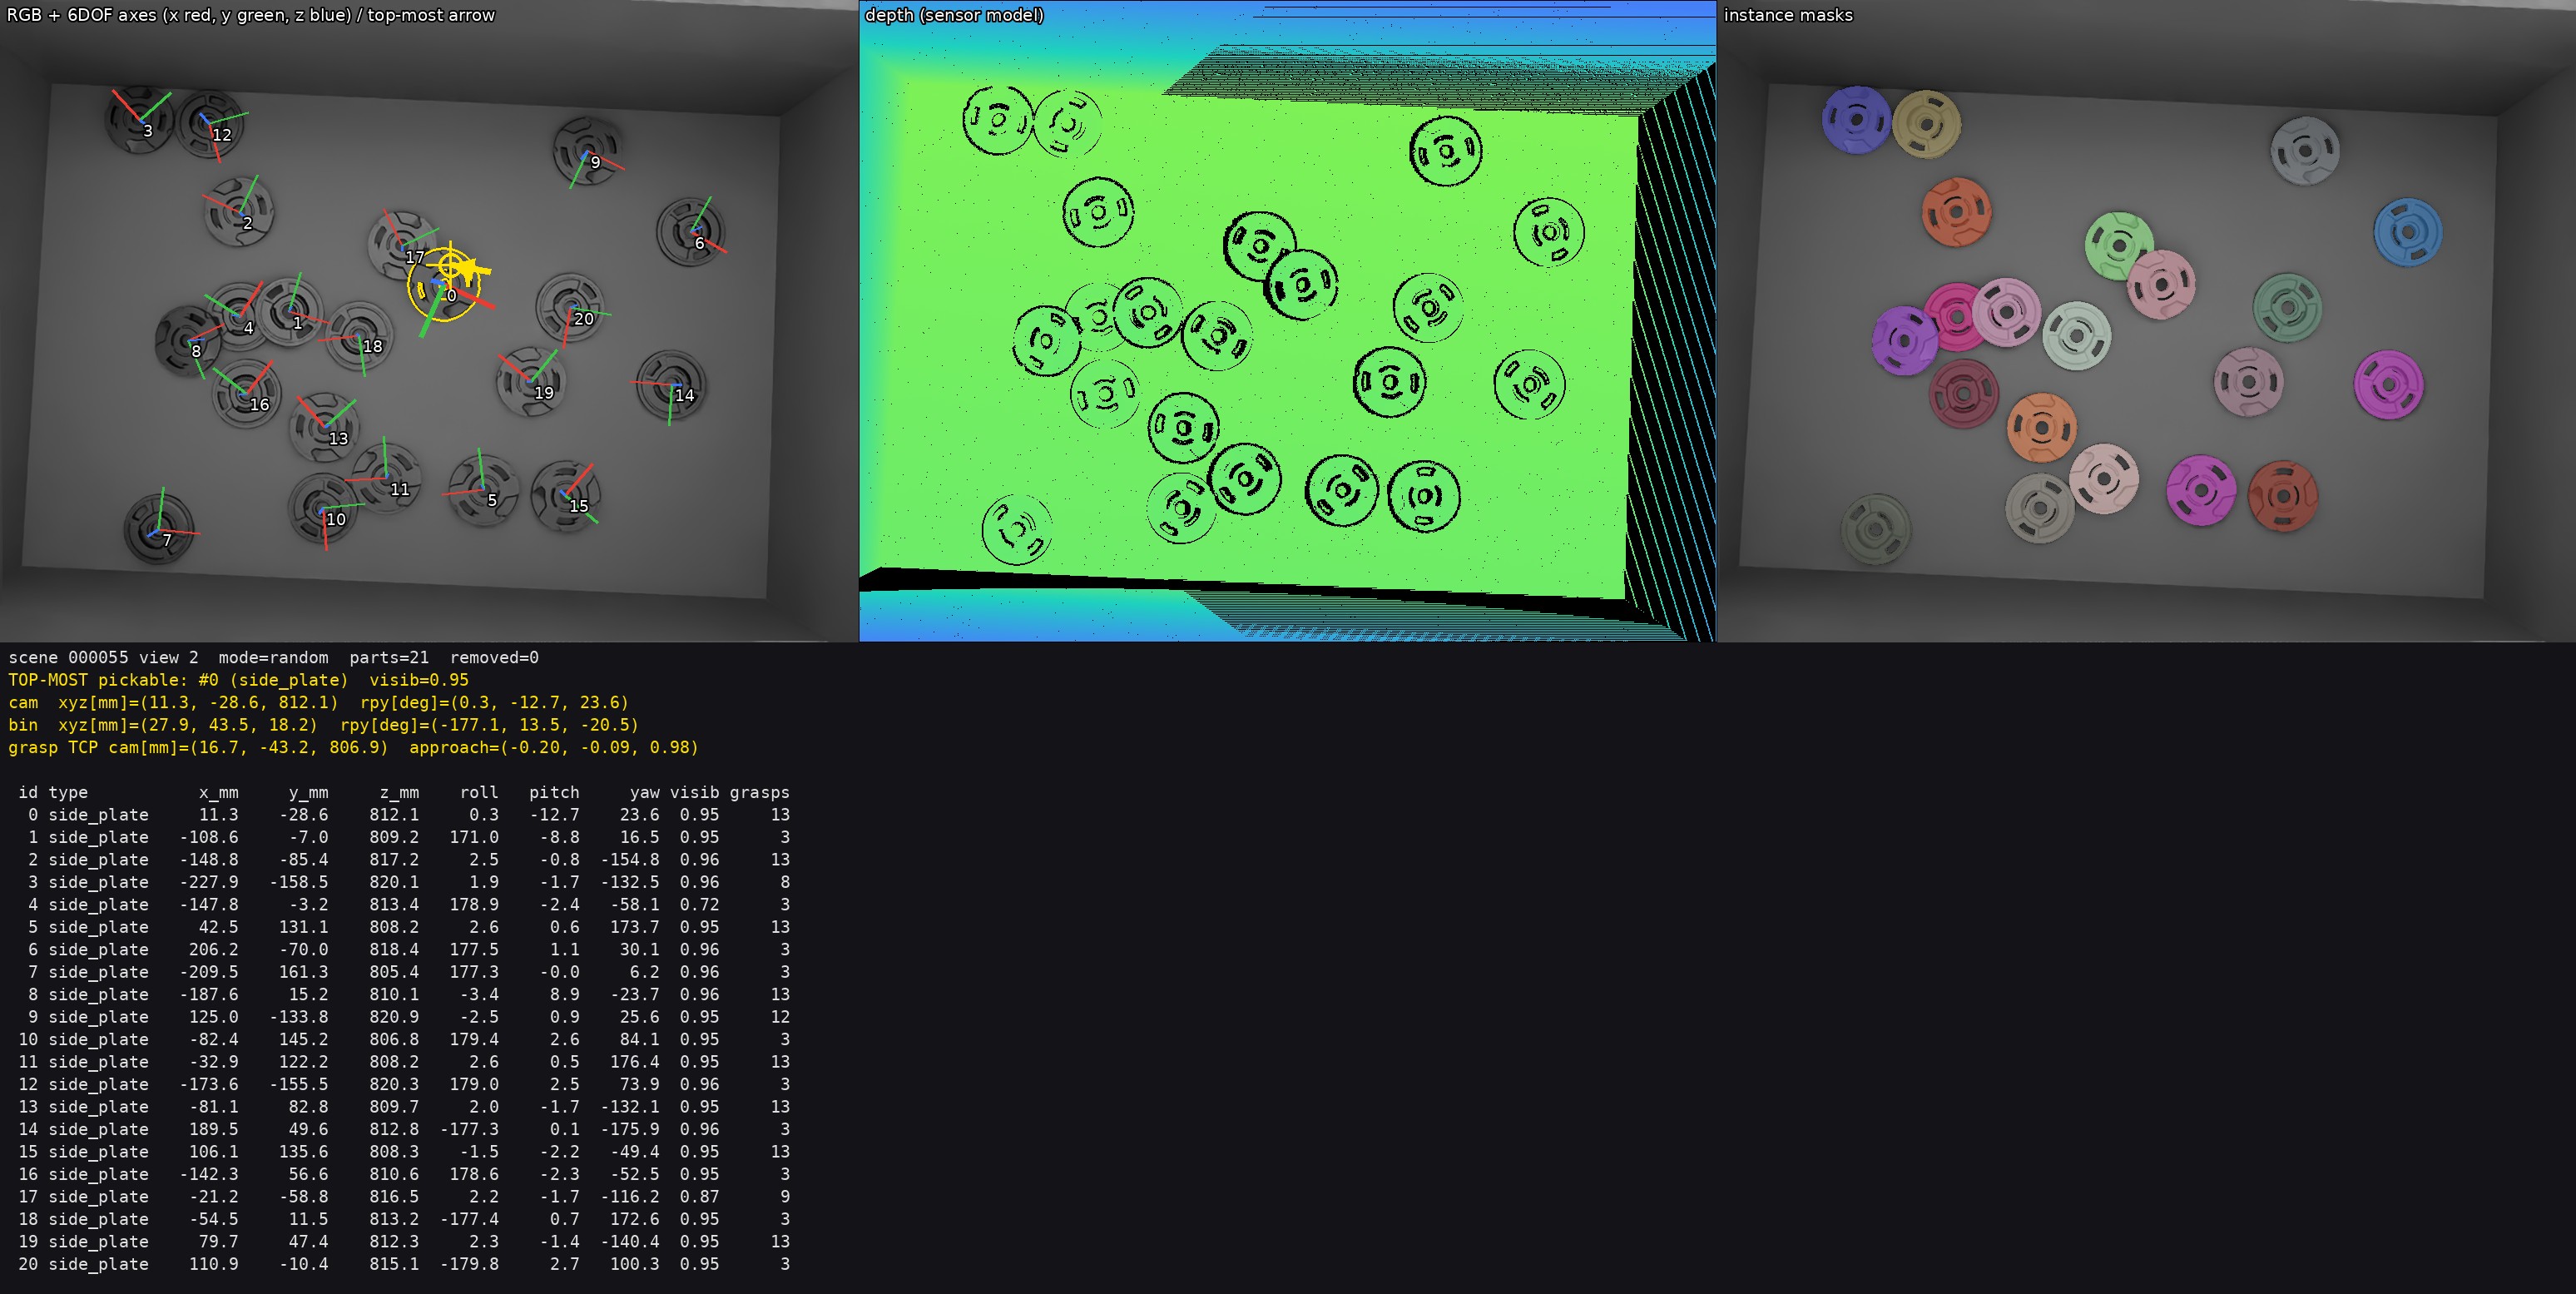 RGB + 6DOF axes (x red, y green, z blue) / top-most arrow
depth (sensor model)
instance masks
3
12
9
2
6
17
0
4
1
20
8
18
19
14
16
13
11
5
15
10
7
scene 000055 view 2  mode=random  parts=21  removed=0
TOP-MOST pickable: #0 (side_plate)  visib=0.95
cam  xyz[mm]=(11.3, -28.6, 812.1)  rpy[deg]=(0.3, -12.7, 23.6)
bin  xyz[mm]=(27.9, 43.5, 18.2)  rpy[deg]=(-177.1, 13.5, -20.5)
grasp TCP cam[mm]=(16.7, -43.2, 806.9)  approach=(-0.20, -0.09, 0.98)
id type x_mm y_mm z_mm roll pitch yaw visib grasps
0 side_plate 11.3 -28.6 812.1 0.3 -12.7 23.6 0.95 13
1 side_plate -108.6 -7.0 809.2 171.0 -8.8 16.5 0.95 3
2 side_plate -148.8 -85.4 817.2 2.5 -0.8 -154.8 0.96 13
3 side_plate -227.9 -158.5 820.1 1.9 -1.7 -132.5 0.96 8
4 side_plate -147.8 -3.2 813.4 178.9 -2.4 -58.1 0.72 3
5 side_plate 42.5 131.1 808.2 2.6 0.6 173.7 0.95 13
6 side_plate 206.2 -70.0 818.4 177.5 1.1 30.1 0.96 3
7 side_plate -209.5 161.3 805.4 177.3 -0.0 6.2 0.96 3
8 side_plate -187.6 15.2 810.1 -3.4 8.9 -23.7 0.96 13
9 side_plate 125.0 -133.8 820.9 -2.5 0.9 25.6 0.95 12
10 side_plate -82.4 145.2 806.8 179.4 2.6 84.1 0.95 3
11 side_plate -32.9 122.2 808.2 2.6 0.5 176.4 0.95 13
12 side_plate -173.6 -155.5 820.3 179.0 2.5 73.9 0.96 3
13 side_plate -81.1 82.8 809.7 2.0 -1.7 -132.1 0.95 13
14 side_plate 189.5 49.6 812.8 -177.3 0.1 -175.9 0.96 3
15 side_plate 106.1 135.6 808.3 -1.5 -2.2 -49.4 0.95 13
16 side_plate -142.3 56.6 810.6 178.6 -2.3 -52.5 0.95 3
17 side_plate -21.2 -58.8 816.5 2.2 -1.7 -116.2 0.87 9
18 side_plate -54.5 11.5 813.2 -177.4 0.7 172.6 0.95 3
19 side_plate 79.7 47.4 812.3 2.3 -1.4 -140.4 0.95 13
20 side_plate 110.9 -10.4 815.1 -179.8 2.7 100.3 0.95 3